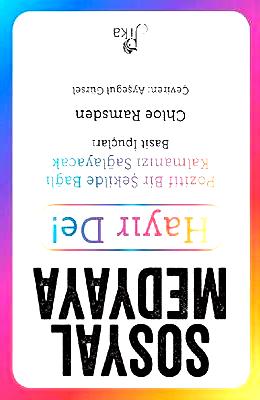 SOSYAL
MEDYAYA
Hayır De!
Pozitif Bir Şekilde Bağlı
Kalmanızı Sağlayacak
Basit İpuçları
Chloe Ramsden
Çeviren: Ayşegül Gürsel
Jika